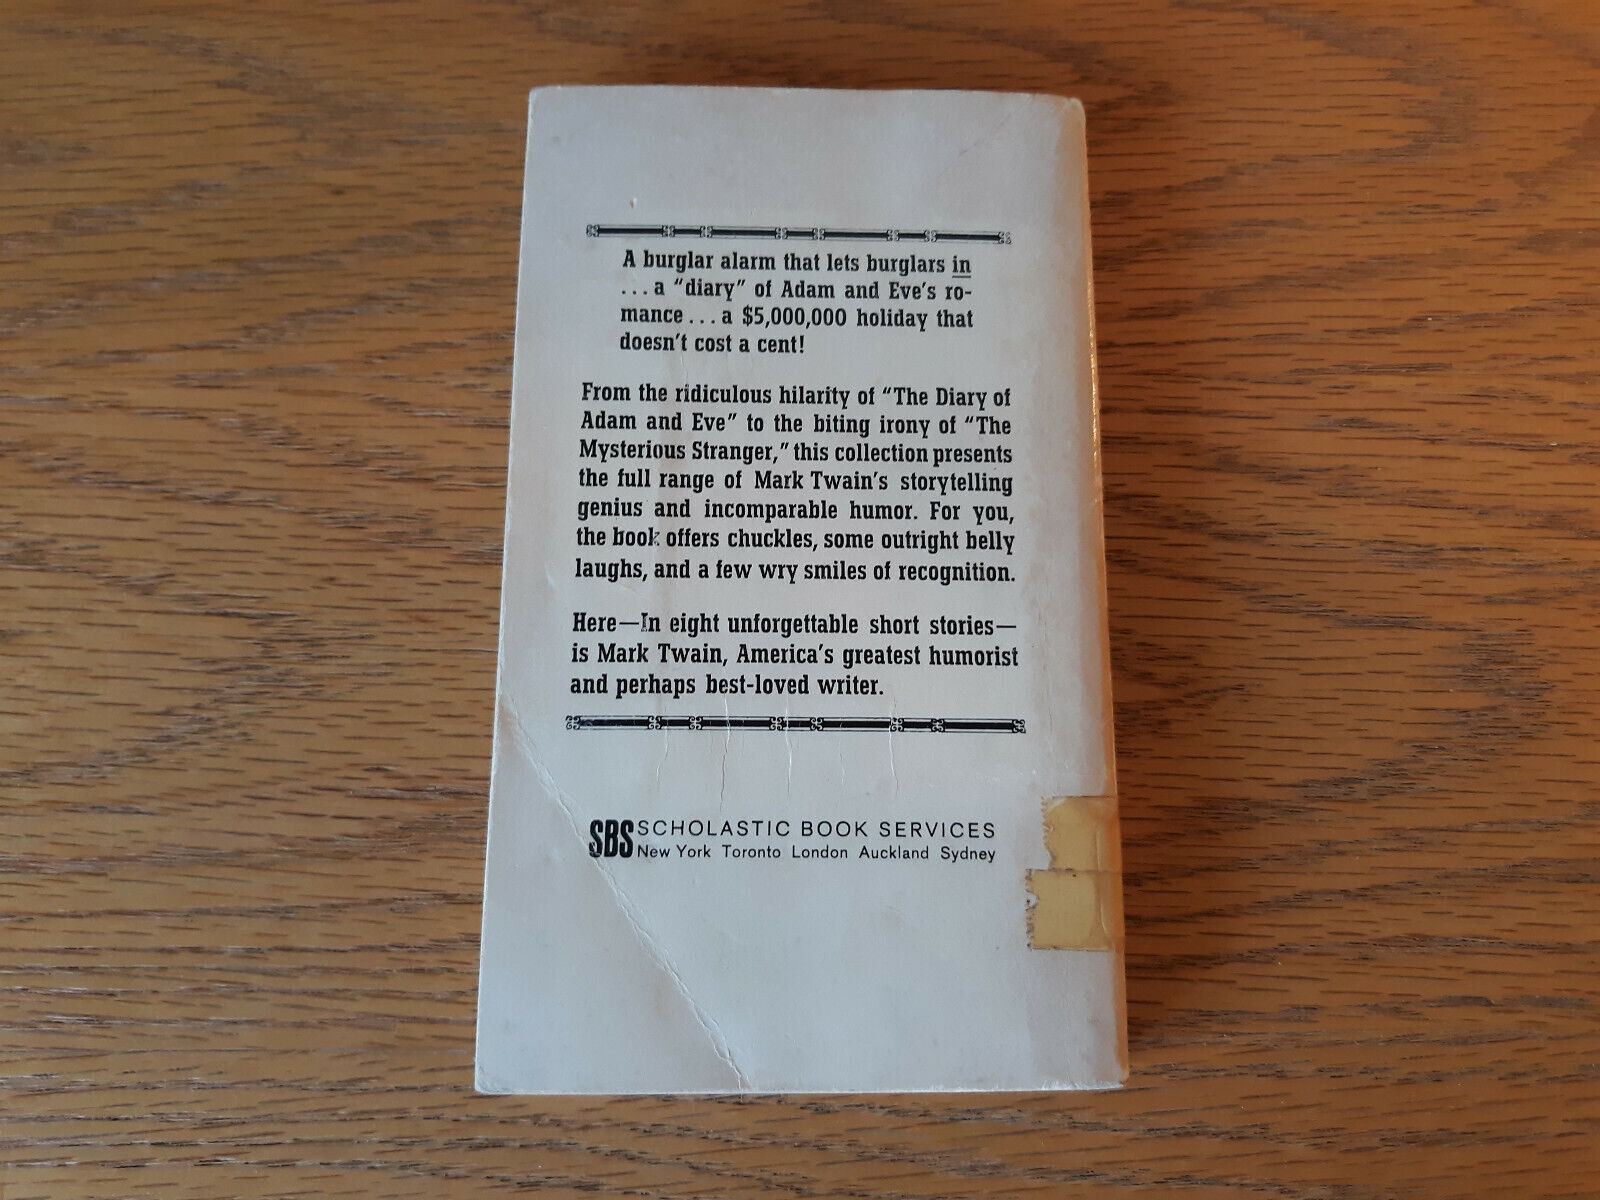 A burglar alarm that lets burglars in
... a “diary” of Adam and Eve’s ro-
mance ... a $5,000,000 holiday that
doesn’t cost a cent!
From the ridiculous hilarity of “The Diary of
Adam and Eve” to the biting irony of “The
Mysterious Stranger,” this collection presents
the full range of Mark Twain’s storytelling
genius and incomparable humor. For you,
the book offers chuckles, some outright belly
laughs, and a few wry smiles of recognition.
Here—In eight unforgettable short stories—
is Mark Twain, America’s greatest humorist
and perhaps best-loved writer.
SBS SCHOLASTIC BOOK SERVICES
New York Toronto London Auckland Sydney